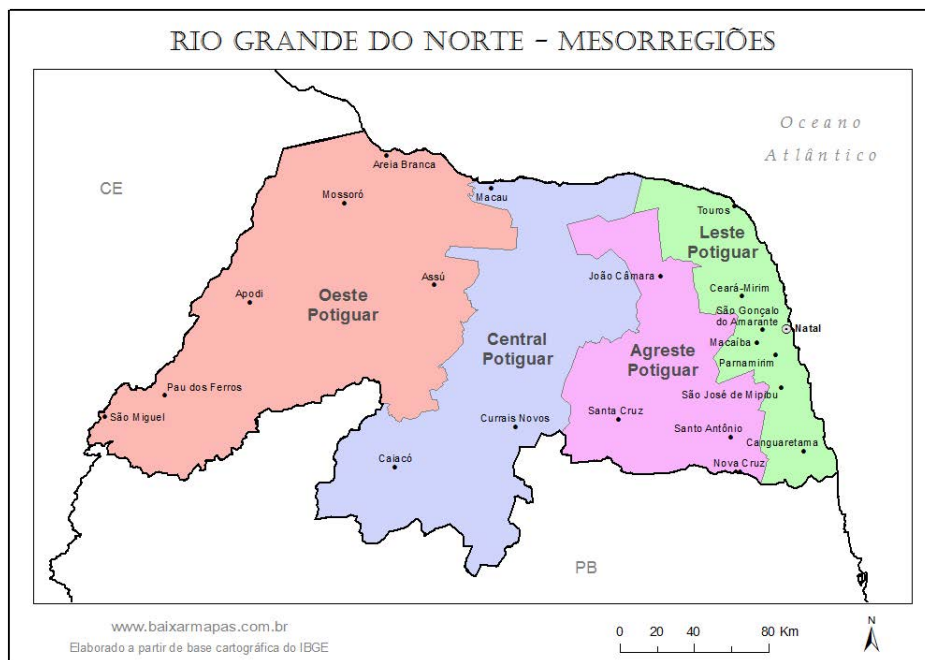 RIO GRANDE DO NORTE - MESORREGIÕES
Oceano
Atlântico
CE
Areia Branca
Mossoró
Macau
Touros
Leste
Potiguar
João Câmara
Assú
Ceará-Mirim
Apodi
Oeste
Potiguar
São Gonçalo
do Amarante
Natal
Central
Potiguar
Macaíba
Agreste
Potiguar
Parnamirim
Pau dos Ferros
São José de Mipibu
São Miguel
Santa Cruz
Currais Novos
Santo Antônio
Canguaretama
Caiacó
Nova Cruz
PB
www.baixarmapas.com.br
Elaborado a partir de base cartográfica do IBGE
0 20 40 80 Km
N